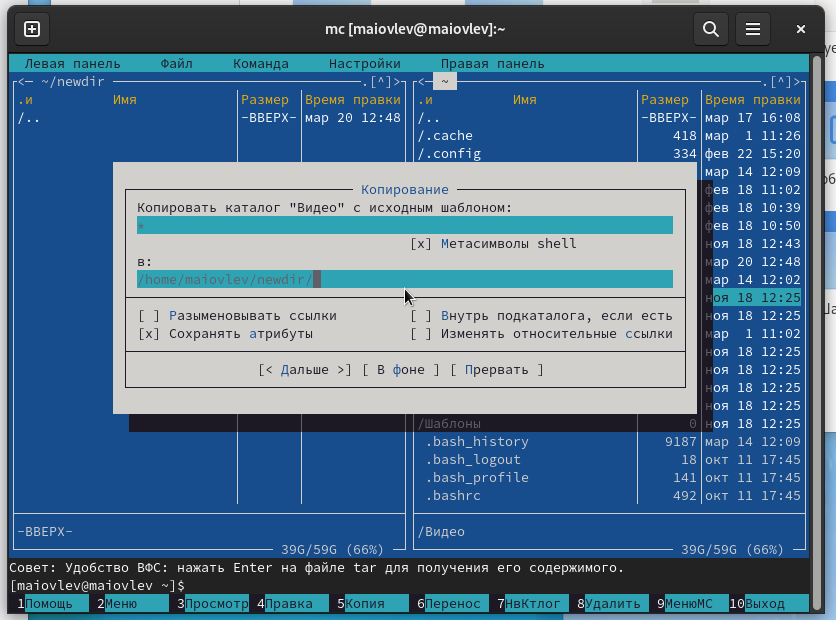 mc [maiovlev@maiovlev]:~
Левая панель Файл Команда Настройки Правая панель
<— ~/newdir .[^]> <— ~ .[^]>
.и Имя Размер Время правки .и Имя Размер Время правки
/.. -ВВЕРХ- мар 20 12:48 /.. -ВВЕРХ- мар 17 16:08
/.cache 418 мар 1 11:26
/.config 334 фев 22 15:20
мар 14 12:09
Копирование фев 18 11:02
Копировать каталог "Видео" с исходным шаблоном: фев 18 10:39
* фев 18 10:50
[x] Метасимволы shell ноя 18 12:43
в: мар 20 12:48
/home/maiovlev/newdir/ мар 14 12:02
ноя 18 12:25
[ ] Разыменовывать ссылки [ ] Внутрь подкаталога, если есть ноя 18 12:25
[x] Сохранять атрибуты [ ] Изменять относительные ссылки мар 1 11:02
ноя 18 12:25
[< Дальше >] [ В фоне ] [ Прервать ] ноя 18 12:25
ноя 18 12:25
ноя 18 12:25
/Шаблоны 0 ноя 18 12:25
.bash_history 9187 мар 14 12:09
.bash_logout 18 окт 11 17:45
.bash_profile 141 окт 11 17:45
.bashrc 492 окт 11 17:45
-ВВЕРХ- /Видео
39G/59G (66%) 39G/59G (66%)
Совет: Удобство ВФС: нажать Enter на файле tar для получения его содержимого.
[maiovlev@maiovlev ~]$
1Помощь 2Меню 3Просмотр 4Правка 5Копия 6Перенос 7НвКтлог 8Удалить 9МенюМС 10Выход